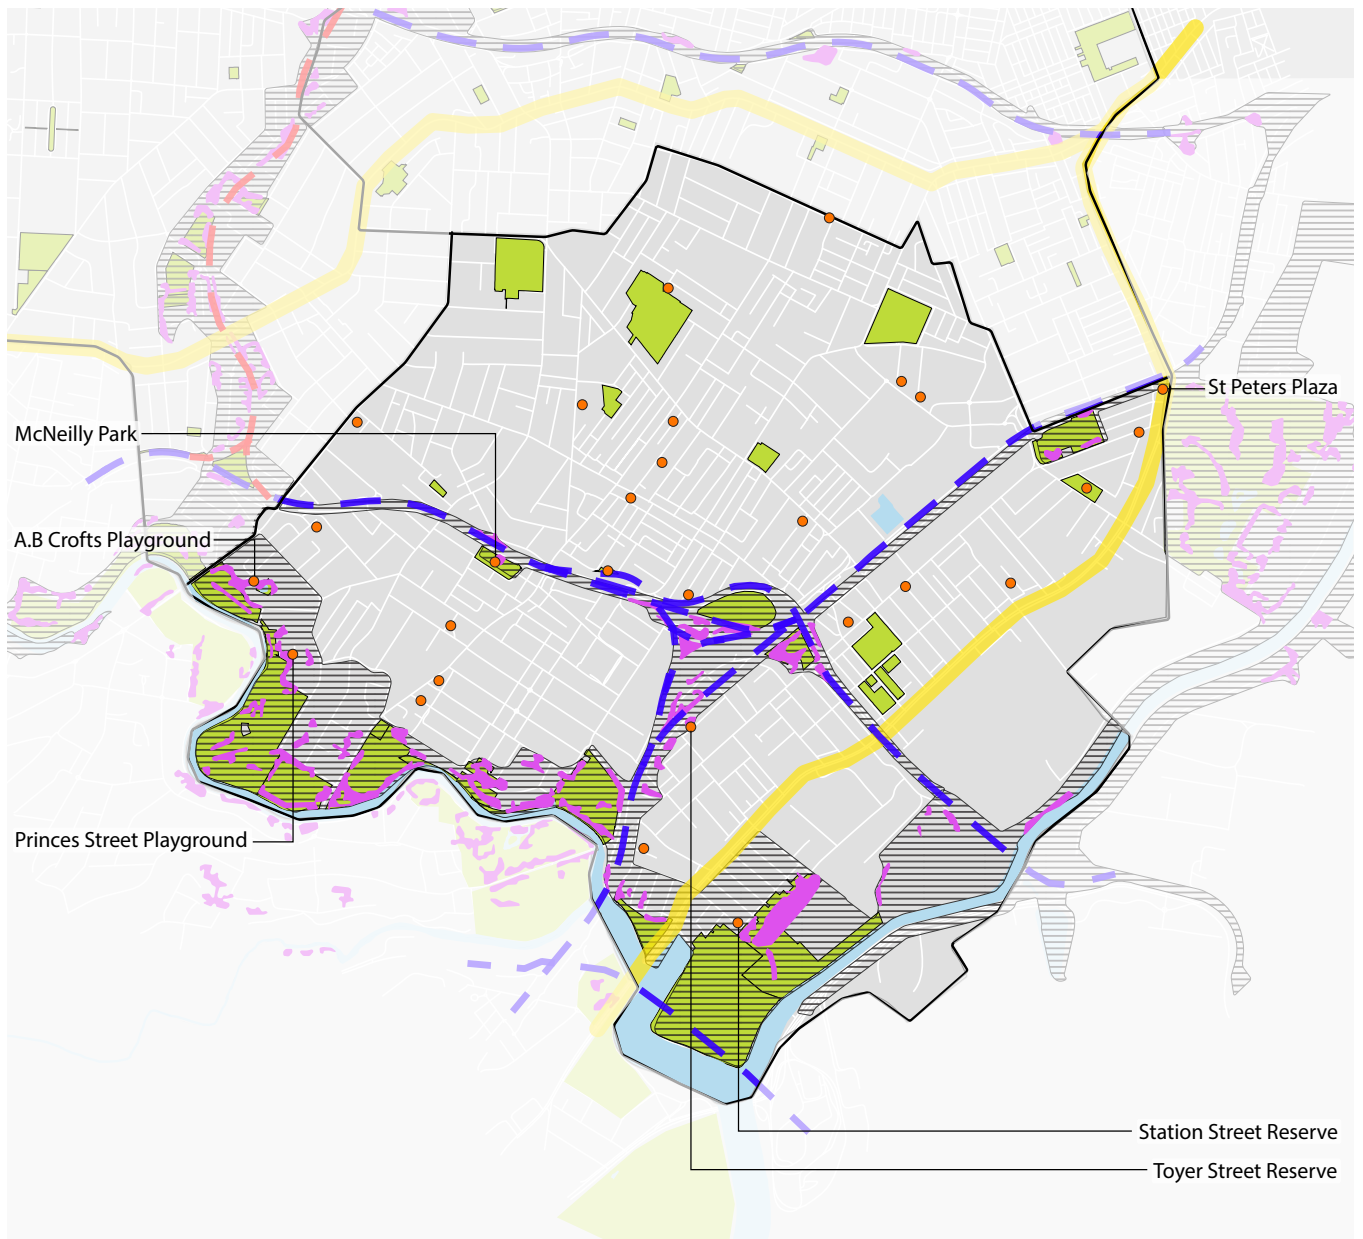 St Peters Plaza
McNeilly Park
A.B Crofts Playground
Princes Street Playground
Station Street Reserve
Toyer Street Reserve